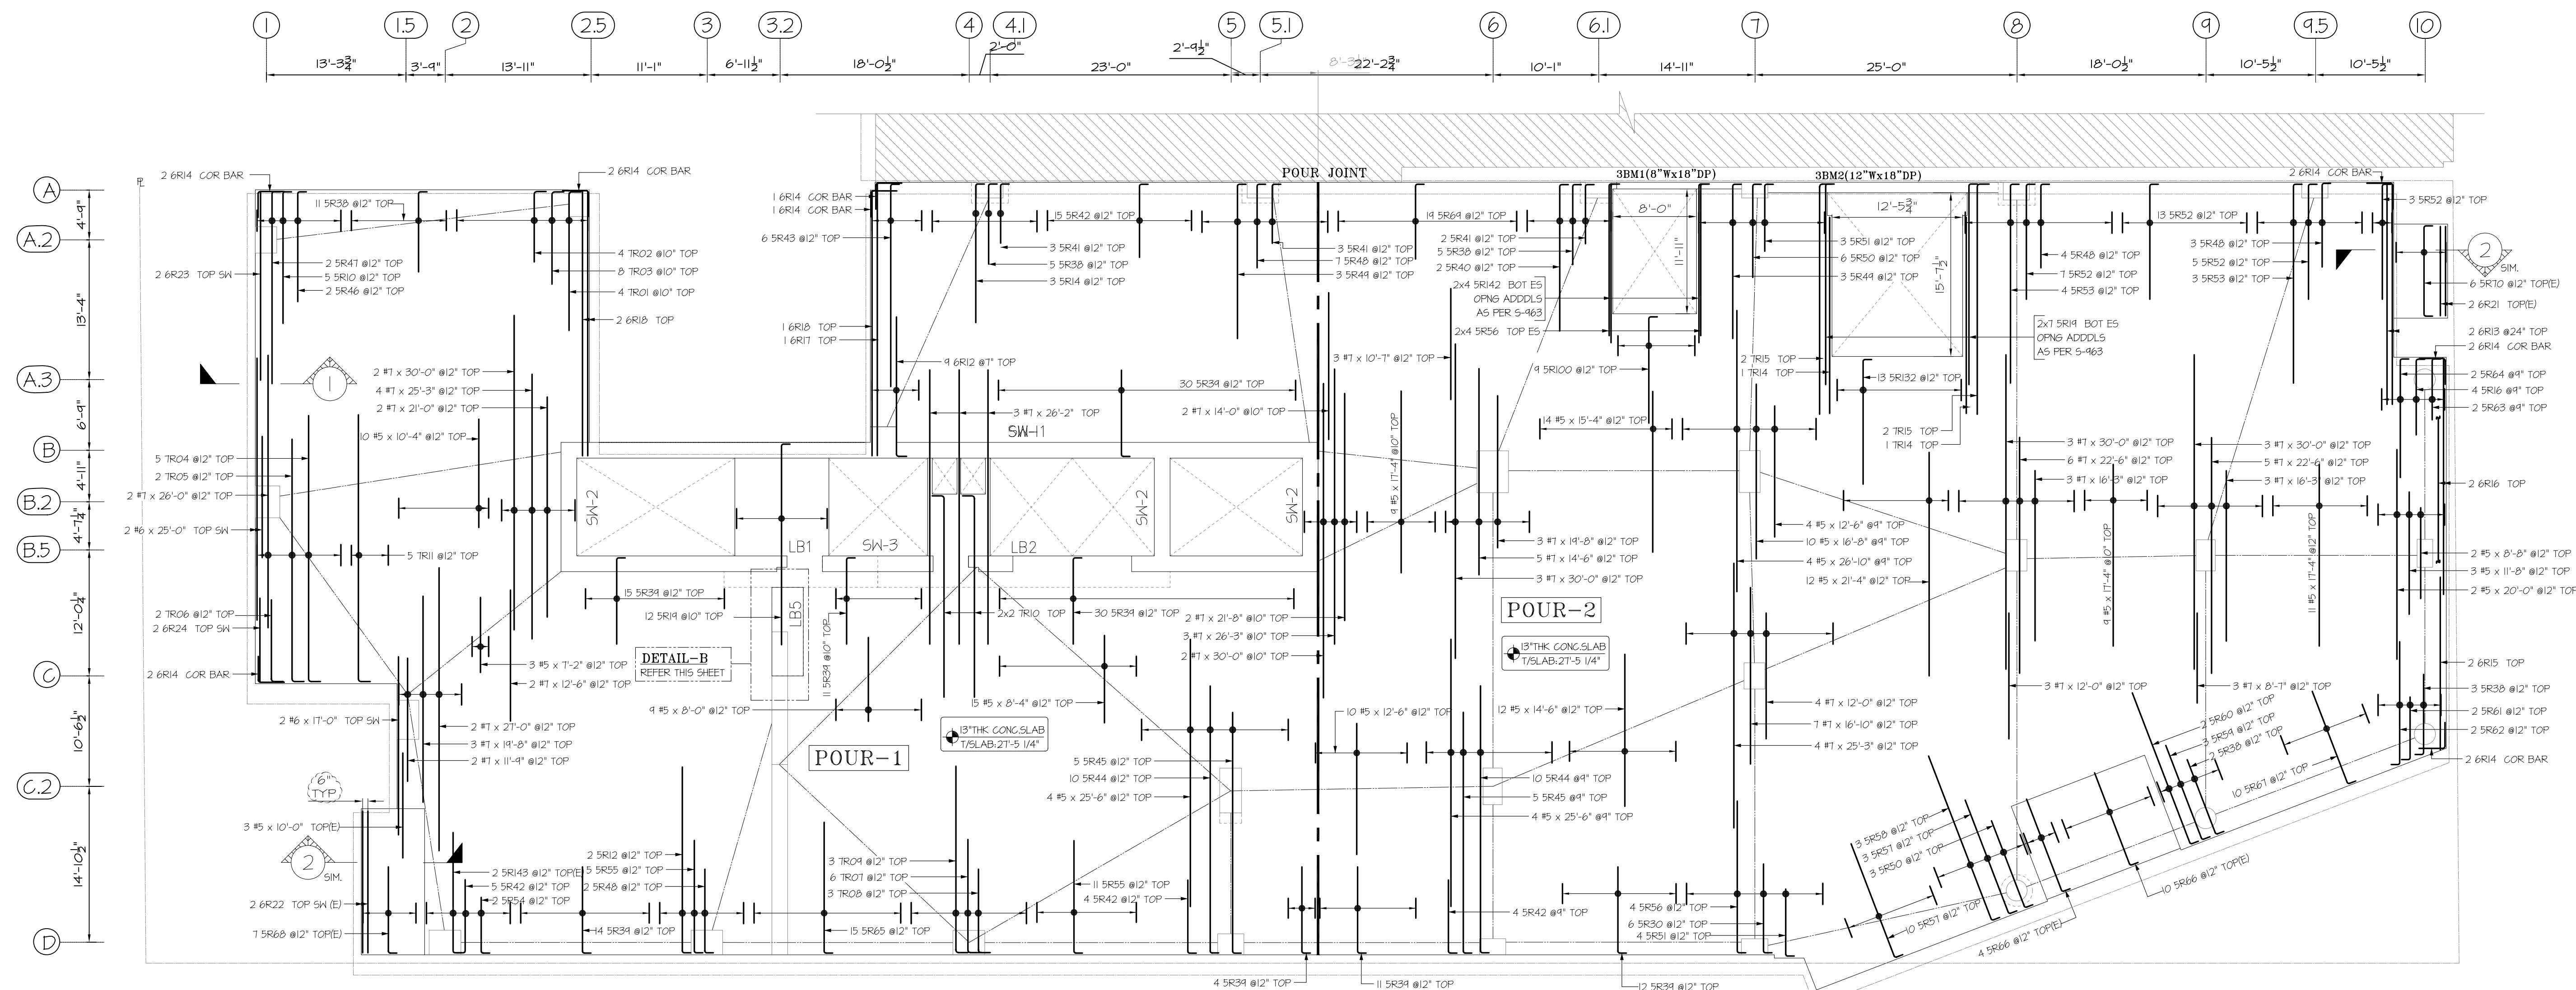 1 1.5 2 2.5 3 3.2 4 4.1 5 5.1 6 6.1 7 8 9 9.5 10
13'-3¾" 3'-9" 13'-11" 11'-1" 6'-11½" 18'-0½" 2'-0" 23'-0" 2'-9½" 22'-2¾" 10'-1" 14'-11" 25'-0" 18'-0½" 10'-5½" 10'-5½"
A
4'-9"
A.2
13'-4"
A.3
6'-9"
B
4'-11"
B.2
4'-7¼"
B.5
12'-0¼"
C
10'-6½"
C.2
14'-10½"
D
2 6R14 COR BAR
2 6R14 COR BAR
11 5R38 @12" TOP
2 6R23 TOP SW
2 5R47 @12" TOP
5 5R10 @12" TOP
2 5R46 @12" TOP
4 7R02 @10" TOP
8 7R03 @10" TOP
4 7R01 @10" TOP
2 6R18 TOP
1
2 #7 x 30'-0" @12" TOP
4 #7 x 25'-3" @12" TOP
2 #7 x 21'-0" @12" TOP
10 #5 x 10'-4" @12" TOP
5 7R04 @12" TOP
2 7R05 @12" TOP
2 #7 x 26'-0" @12" TOP
2 #6 x 25'-0" TOP SW
5 7R11 @12" TOP
2 7R06 @12" TOP
2 6R24 TOP SW
2 6R14 COR BAR
3 #5 x 7'-2" @12" TOP
2 #7 x 12'-6" @12" TOP
2 #6 x 17'-0" TOP SW
2 #7 x 27'-0" @12" TOP
3 #7 x 19'-8" @12" TOP
2 #7 x 11'-9" @12" TOP
6"
TYP
3 #5 x 10'-0" TOP(E)
2
SIM.
2 6R22 TOP SW (E)
7 5R68 @12" TOP(E)
2 5R143 @12" TOP(E)
5 5R42 @12" TOP
2 5R54 @12" TOP
2 5R12 @12" TOP
5 5R55 @12" TOP
2 5R48 @12" TOP
14 5R39 @12" TOP
15 5R65 @12" TOP
3 7R09 @12" TOP
6 7R07 @12" TOP
3 7R08 @12" TOP
11 5R55 @12" TOP
4 5R42 @12" TOP
4 5R39 @12" TOP
11 5R39 @12" TOP
12 5R39 @12" TOP
1 6R14 COR BAR
1 6R14 COR BAR
6 5R43 @12" TOP
1 6R18 TOP
1 6R17 TOP
9 6R12 @7" TOP
15 5R42 @12" TOP
3 5R41 @12" TOP
5 5R38 @12" TOP
3 5R14 @12" TOP
30 5R39 @12" TOP
3 #7 x 26'-2" TOP
SW-11
SW-2
SW-3
SW-2
SW-2
LB1
LB2
LB5
15 5R39 @12" TOP
12 5R19 @10" TOP
11 5R39 @10" TOP
2x2 7R10 TOP
30 5R39 @12" TOP
DETAIL-B
REFER THIS SHEET
9 #5 x 8'-0" @12" TOP
15 #5 x 8'-4" @12" TOP
13"THK CONC.SLAB
T/SLAB:27'-5 1/4"
POUR-1
5 5R45 @12" TOP
10 5R44 @12" TOP
4 #5 x 25'-6" @12" TOP
POUR JOINT
3 5R41 @12" TOP
7 5R48 @12" TOP
3 5R49 @12" TOP
19 5R69 @12" TOP
2 5R41 @12" TOP
5 5R38 @12" TOP
2 5R40 @12" TOP
2x4 5R142 BOT ES
OPNG ADDDLS
AS PER S-963
2x4 5R56 TOP ES
3BM1(8"Wx18"DP)
8'-0"
11'-11"
3BM2(12"Wx18"DP)
12'-5¾"
15'-7½"
3 5R51 @12" TOP
6 5R50 @12" TOP
3 5R49 @12" TOP
3 #7 x 10'-7" @12" TOP
2 #7 x 14'-0" @10" TOP
9 #5 x 17'-4" @10" TOP
9 5R100 @12" TOP
14 #5 x 15'-4" @12" TOP
2 7R15 TOP
1 7R14 TOP
13 5R132 @12" TOP
2 7R15 TOP
1 7R14 TOP
2x7 5R19 BOT ES
OPNG ADDDLS
AS PER S-963
13 5R52 @12" TOP
4 5R48 @12" TOP
7 5R52 @12" TOP
4 5R53 @12" TOP
3 5R48 @12" TOP
5 5R52 @12" TOP
3 5R53 @12" TOP
2 6R14 COR BAR
3 5R52 @12" TOP
2
SIM.
6 5R70 @12" TOP(E)
2 6R21 TOP(E)
2 6R13 @24" TOP
2 6R14 COR BAR
2 5R64 @9" TOP
4 5R16 @9" TOP
2 5R63 @9" TOP
3 #7 x 30'-0" @12" TOP
6 #7 x 22'-6" @12" TOP
3 #7 x 16'-3" @12" TOP
3 #7 x 30'-0" @12" TOP
5 #7 x 22'-6" @12" TOP
3 #7 x 16'-3" @12" TOP
2 6R16 TOP
3 #7 x 19'-8" @12" TOP
5 #7 x 14'-6" @12" TOP
3 #7 x 30'-0" @12" TOP
4 #5 x 12'-6" @9" TOP
10 #5 x 16'-8" @9" TOP
4 #5 x 26'-10" @9" TOP
12 #5 x 21'-4" @12" TOP
9 #5 x 17'-4" @10" TOP
11 #5 x 17'-4" @12" TOP
2 #5 x 8'-8" @12" TOP
3 #5 x 11'-8" @12" TOP
2 #5 x 20'-0" @12" TOP
2 #7 x 21'-8" @10" TOP
3 #7 x 26'-3" @10" TOP
2 #7 x 30'-0" @10" TOP
POUR-2
13"THK CONC.SLAB
T/SLAB:27'-5 1/4"
2 6R15 TOP
3 #7 x 12'-0" @12" TOP
3 #7 x 8'-7" @12" TOP
3 5R38 @12" TOP
2 5R61 @12" TOP
2 5R62 @12" TOP
2 6R14 COR BAR
10 #5 x 12'-6" @12" TOP
12 #5 x 14'-6" @12" TOP
4 #7 x 12'-0" @12" TOP
7 #7 x 16'-10" @12" TOP
4 #7 x 25'-3" @12" TOP
10 5R44 @9" TOP
5 5R45 @9" TOP
4 #5 x 25'-6" @9" TOP
2 5R60 @12" TOP
3 5R59 @12" TOP
2 5R38 @12" TOP
10 5R67 @12" TOP
3 5R58 @12" TOP
3 5R57 @12" TOP
3 5R50 @12" TOP
10 5R66 @12" TOP(E)
10 5R57 @12" TOP
4 5R66 @12" TOP(E)
4 5R42 @9" TOP
4 5R56 @12" TOP
6 5R30 @12" TOP
4 5R51 @12" TOP